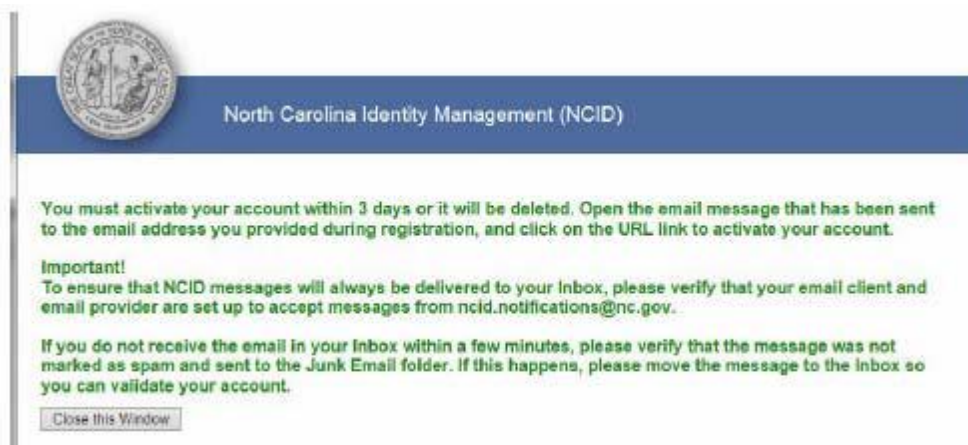 North Carolina Identity Management (NCID)
You must activate your account within 3 days or it will be deleted. Open the email message that has been sent
to the email address you provided during registration, and click on the URL link to activate your account.
Important!
To ensure that NCID messages will always be delivered to your Inbox, please verify that your email client and
email provider are set up to accept messages from ncid.notifications@nc.gov.
If you do not receive the email in your Inbox within a few minutes, please verify that the message was not
marked as spam and sent to the Junk Email folder. If this happens, please move the message to the Inbox so
you can validate your account.
Close this Window